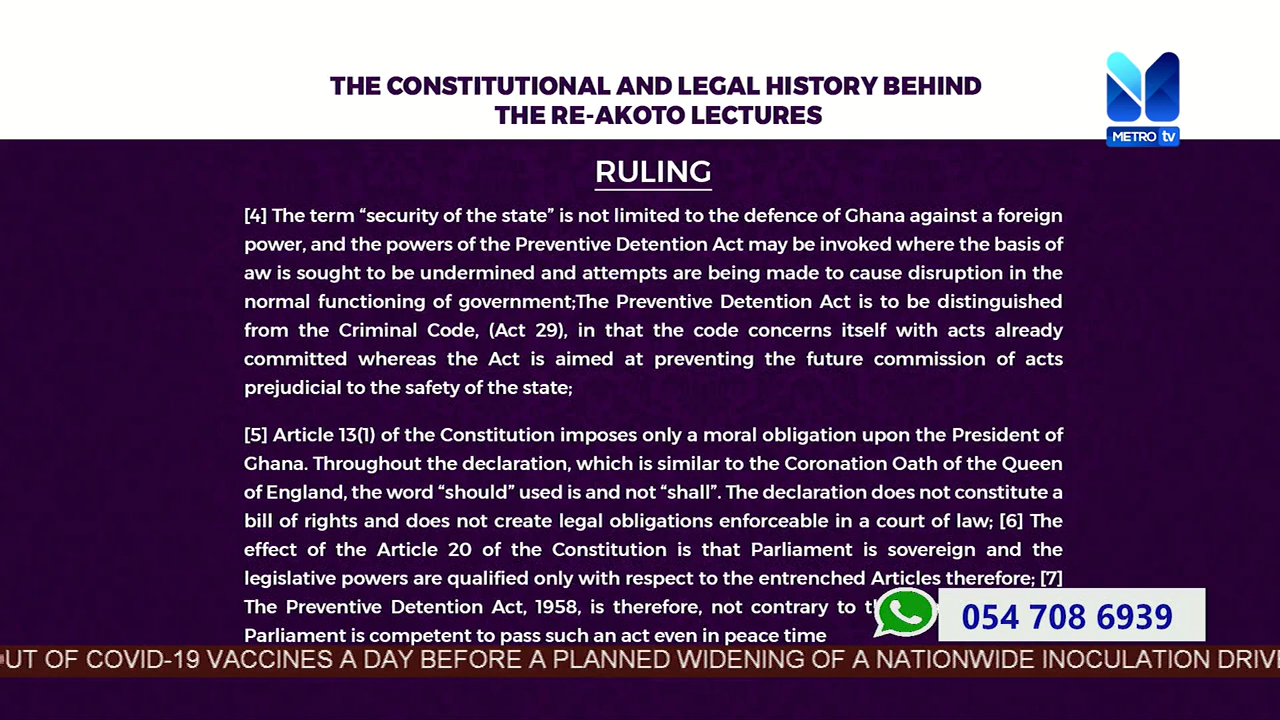 THE CONSTITUTIONAL AND LEGAL HISTORY BEHIND
THE RE-AKOTO LECTURES
METRO tv
RULING
[4] The term “security of the state” is not limited to the defence of Ghana against a foreign
power, and the powers of the Preventive Detention Act may be invoked where the basis of
aw is sought to be undermined and attempts are being made to cause disruption in the
normal functioning of government;The Preventive Detention Act is to be distinguished
from the Criminal Code, (Act 29), in that the code concerns itself with acts already
committed whereas the Act is aimed at preventing the future commission of acts
prejudicial to the safety of the state;
[5] Article 13(1) of the Constitution imposes only a moral obligation upon the President of
Ghana. Throughout the declaration, which is similar to the Coronation Oath of the Queen
of England, the word “should” used is and not “shall”. The declaration does not constitute a
bill of rights and does not create legal obligations enforceable in a court of law; [6] The
effect of the Article 20 of the Constitution is that Parliament is sovereign and the
legislative powers are qualified only with respect to the entrenched Articles therefore; [7]
The Preventive Detention Act, 1958, is therefore, not contrary to
Parliament is competent to pass such an act even in peace time
054 708 6939
UT OF COVID-19 VACCINES A DAY BEFORE A PLANNED WIDENING OF A NATIONWIDE INOCULATION DRIVE